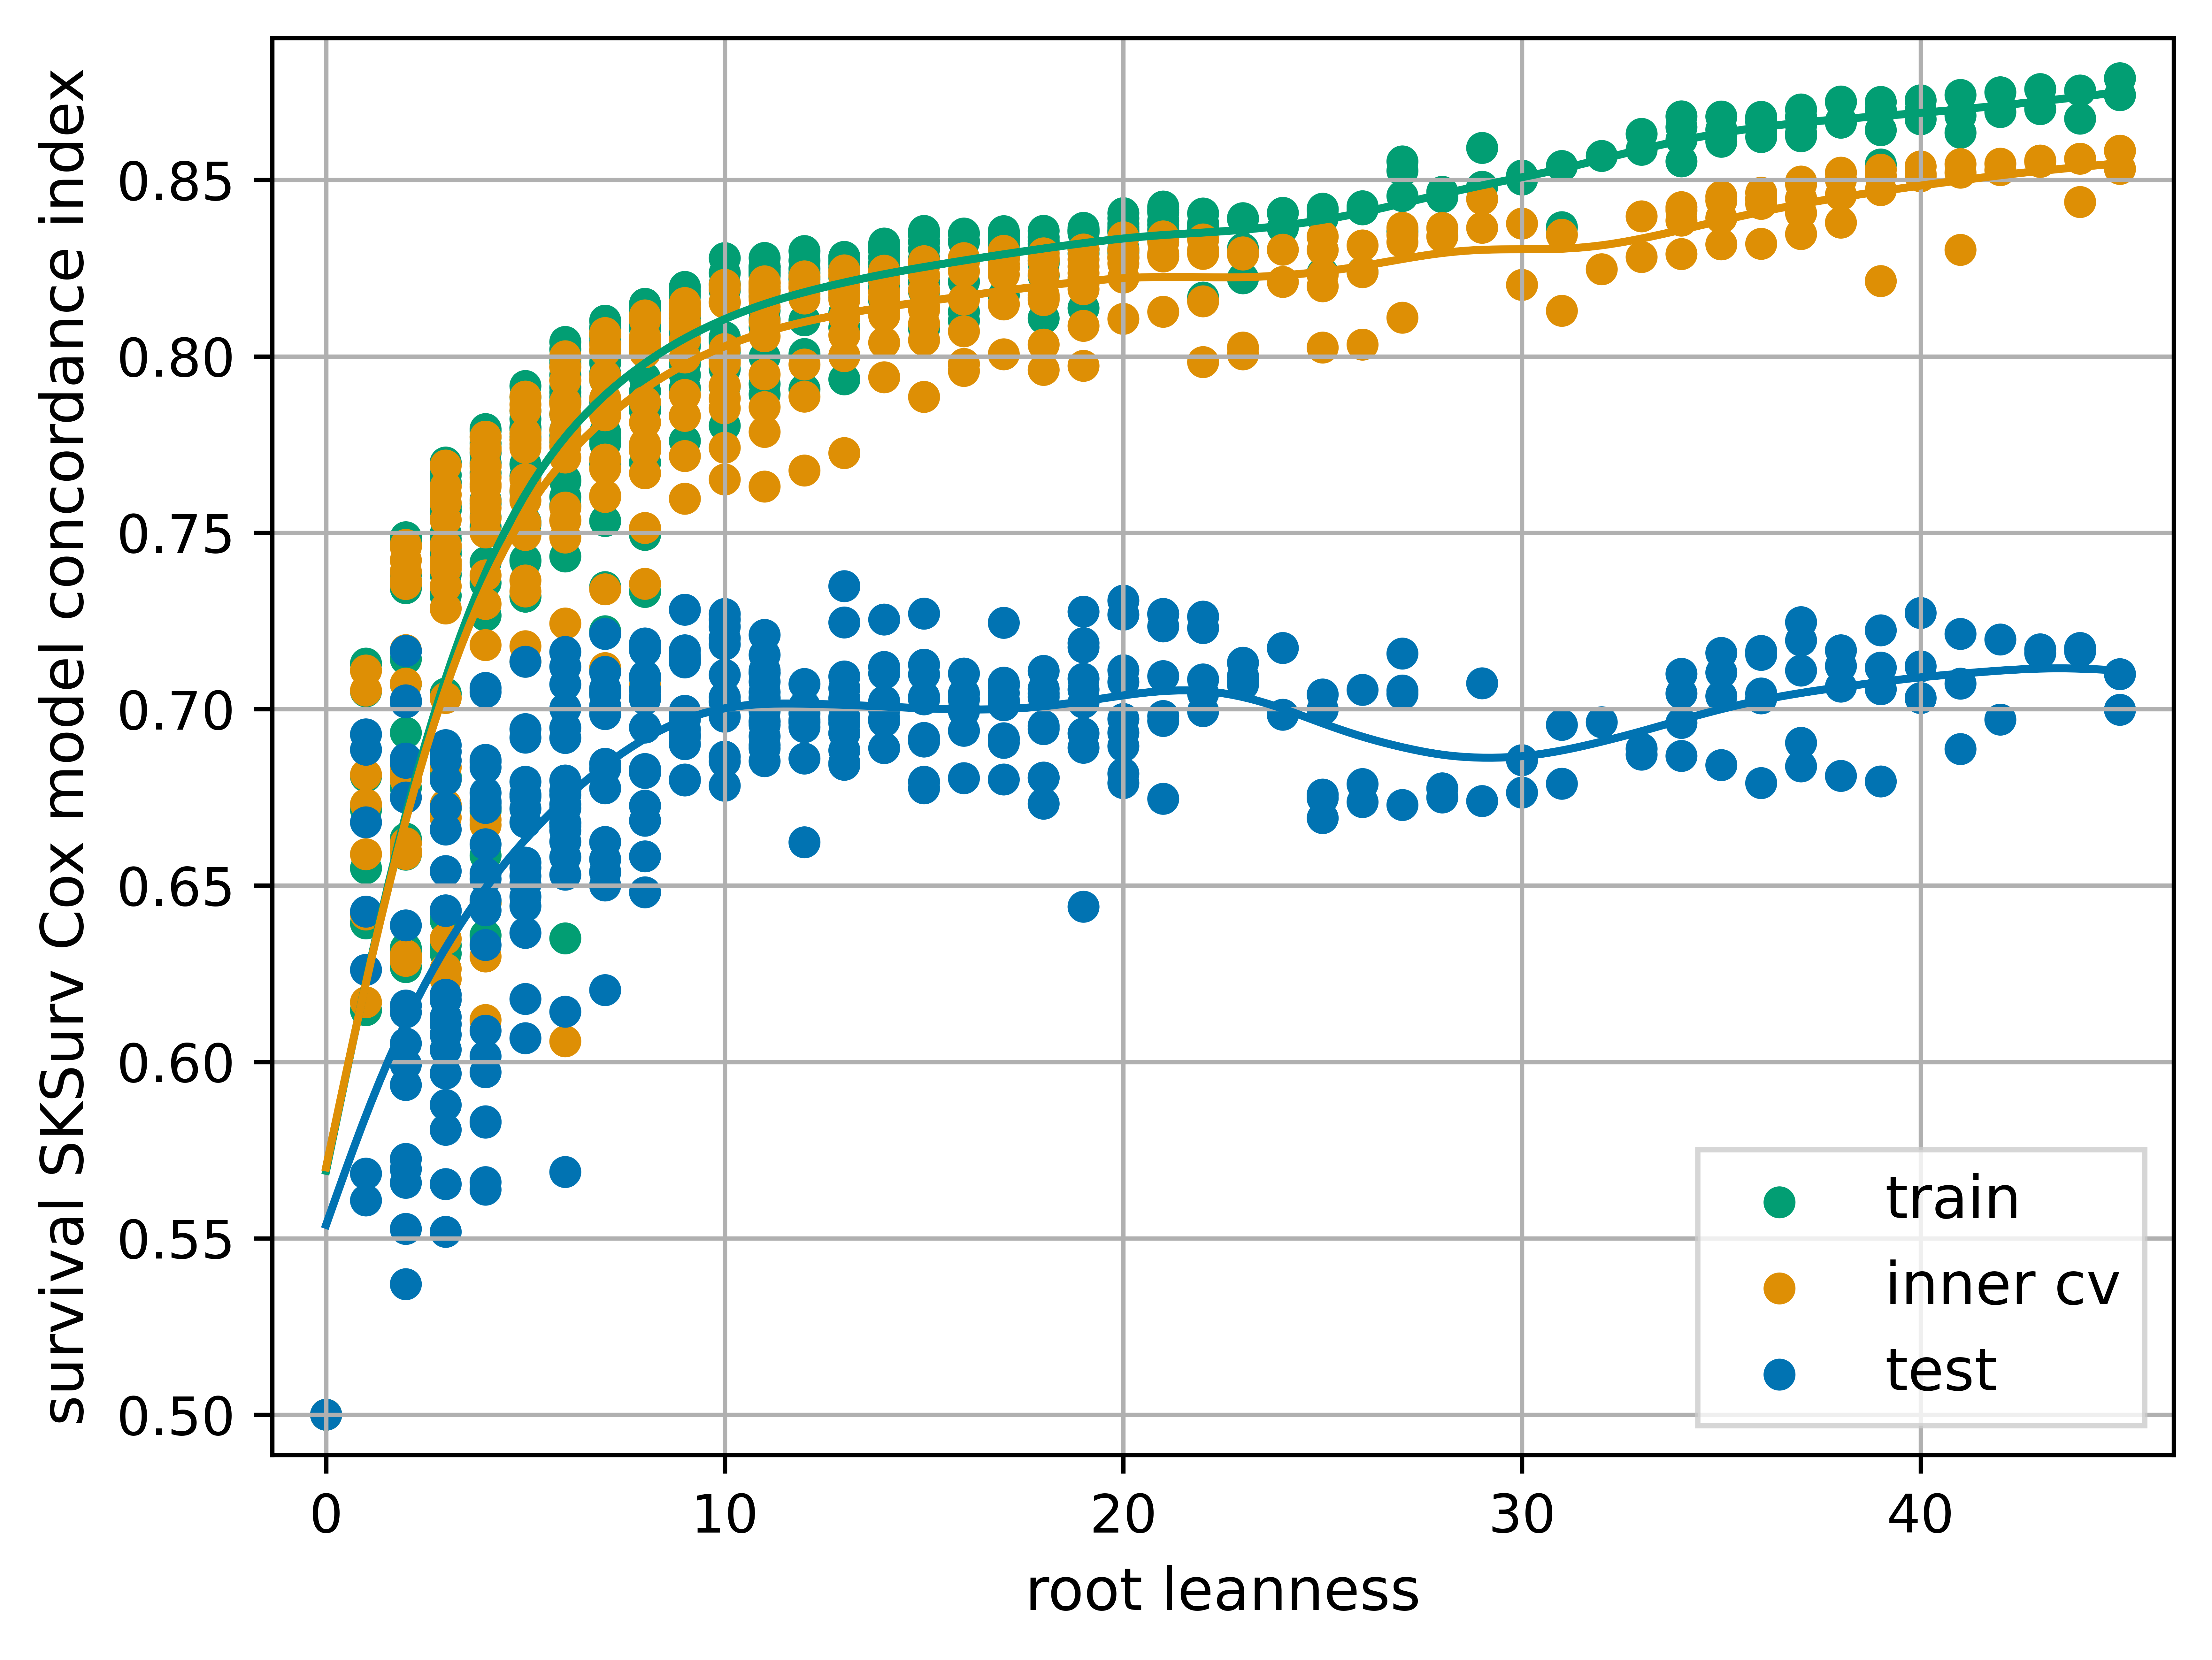 survival SKSurv Cox model concordance index
0.85
0.80
0.75
0.70
0.65
0.60
0.55
0.50
0 10 20 30 40
root leanness
train
inner cv
test